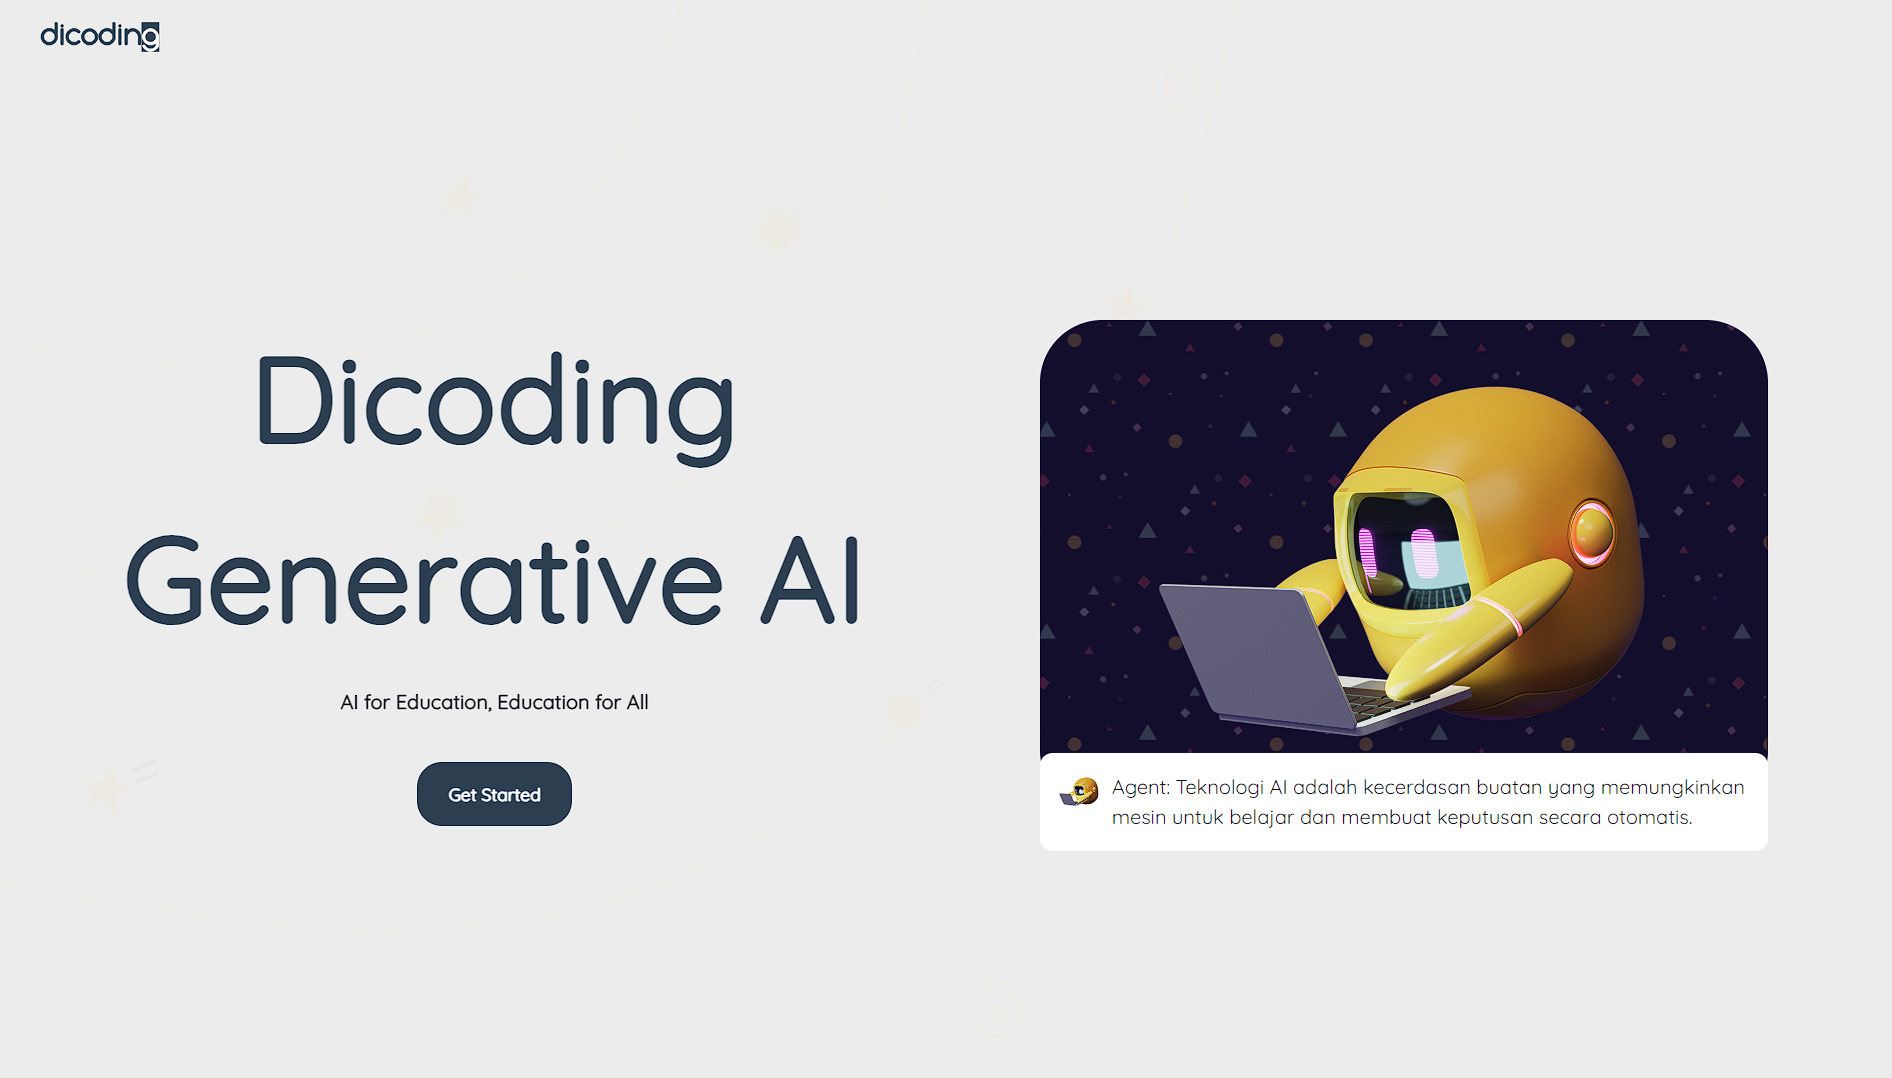 dicoding
Dicoding
Generative AI
AI for Education, Education for All
Get Started
Agent: Teknologi AI adalah kecerdasan buatan yang memungkinkan
mesin untuk belajar dan membuat keputusan secara otomatis.